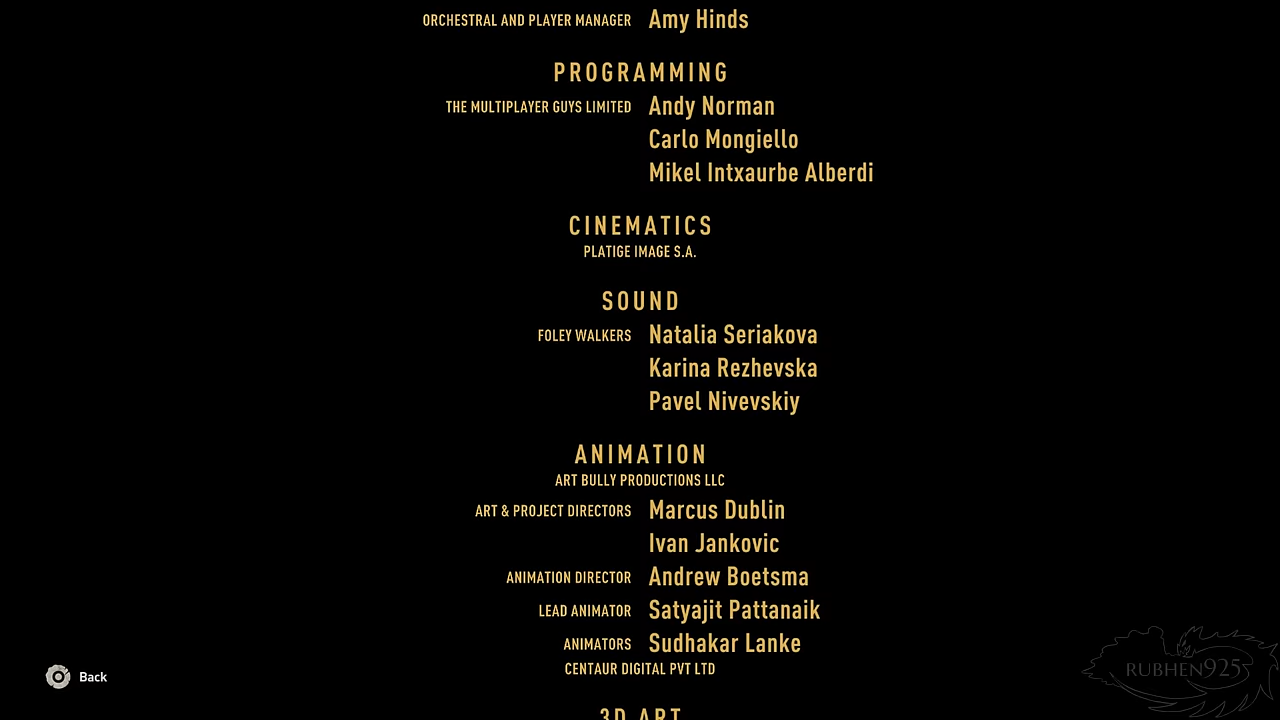 ORCHESTRAL AND PLAYER MANAGER Amy Hinds
PROGRAMMING
THE MULTIPLAYER GUYS LIMITED Andy Norman
Carlo Mongiello
Mikel Intxaurbe Alberdi
CINEMATICS
PLATIGE IMAGE S.A.
SOUND
FOLEY WALKERS Natalia Seriakova
Karina Rezhevska
Pavel Nivevskiy
ANIMATION
ART BULLY PRODUCTIONS LLC
ART & PROJECT DIRECTORS Marcus Dublin
Ivan Jankovic
ANIMATION DIRECTOR Andrew Boetsma
LEAD ANIMATOR Satyajit Pattanaik
ANIMATORS Sudhakar Lanke
CENTAUR DIGITAL PVT LTD
Back
RUBHEN925
3D ART